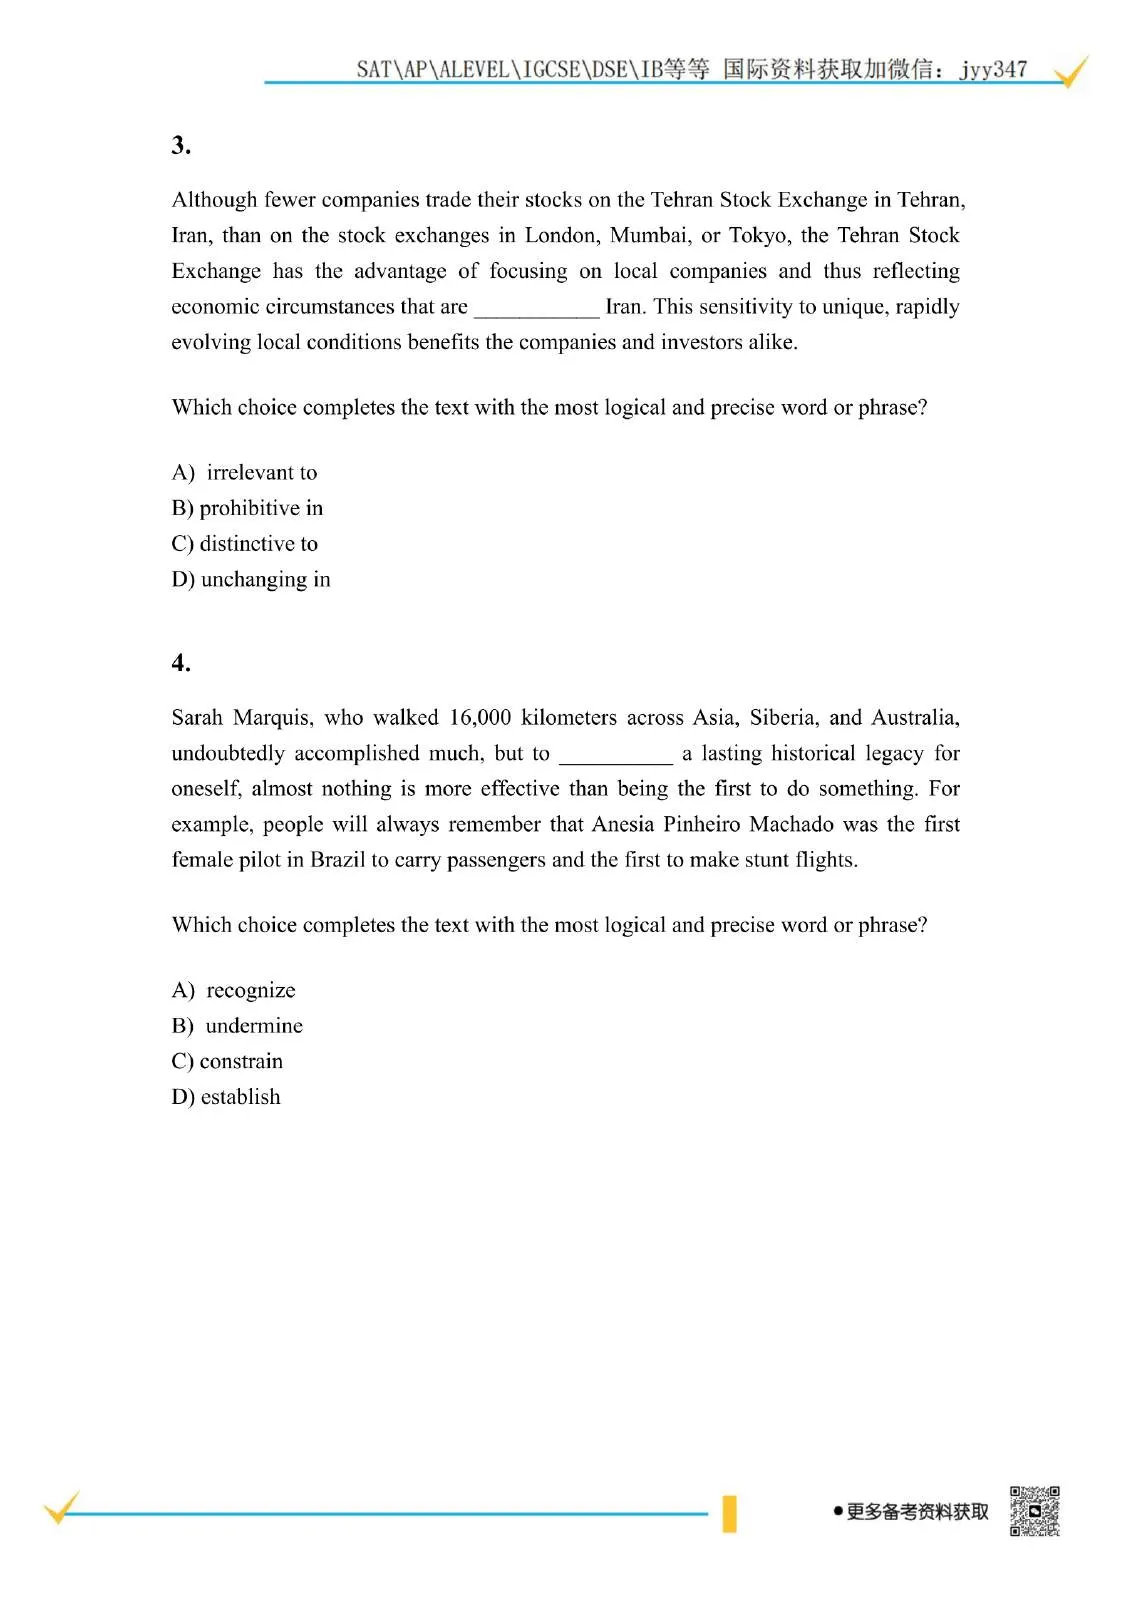 SAT\AP\ALEVEL\IGCSE\DSE\IB等等 国际资料获取加微信：jyy347
3.
Although fewer companies trade their stocks on the Tehran Stock Exchange in Tehran,
Iran, than on the stock exchanges in London, Mumbai, or Tokyo, the Tehran Stock
Exchange has the advantage of focusing on local companies and thus reflecting
economic circumstances that are ___________ Iran. This sensitivity to unique, rapidly
evolving local conditions benefits the companies and investors alike.
Which choice completes the text with the most logical and precise word or phrase?
A) irrelevant to
B) prohibitive in
C) distinctive to
D) unchanging in
4.
Sarah Marquis, who walked 16,000 kilometers across Asia, Siberia, and Australia,
undoubtedly accomplished much, but to __________ a lasting historical legacy for
oneself, almost nothing is more effective than being the first to do something. For
example, people will always remember that Anesia Pinheiro Machado was the first
female pilot in Brazil to carry passengers and the first to make stunt flights.
Which choice completes the text with the most logical and precise word or phrase?
A) recognize
B) undermine
C) constrain
D) establish
●更多备考资料获取